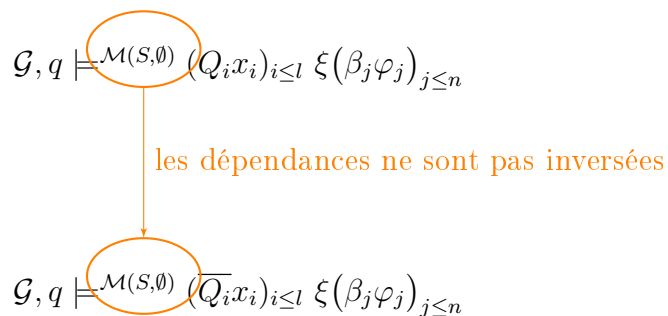 𝒢, q ⊨^{ℳ(S,∅)} (Q_i x_i)_{i≤l} ξ(β_j φ_j)_{j≤n}
les dépendances ne sont pas inversées
𝒢, q ⊨^{ℳ(S,∅)} (\overline{Q_i} x_i)_{i≤l} ξ(β_j φ_j)_{j≤n}